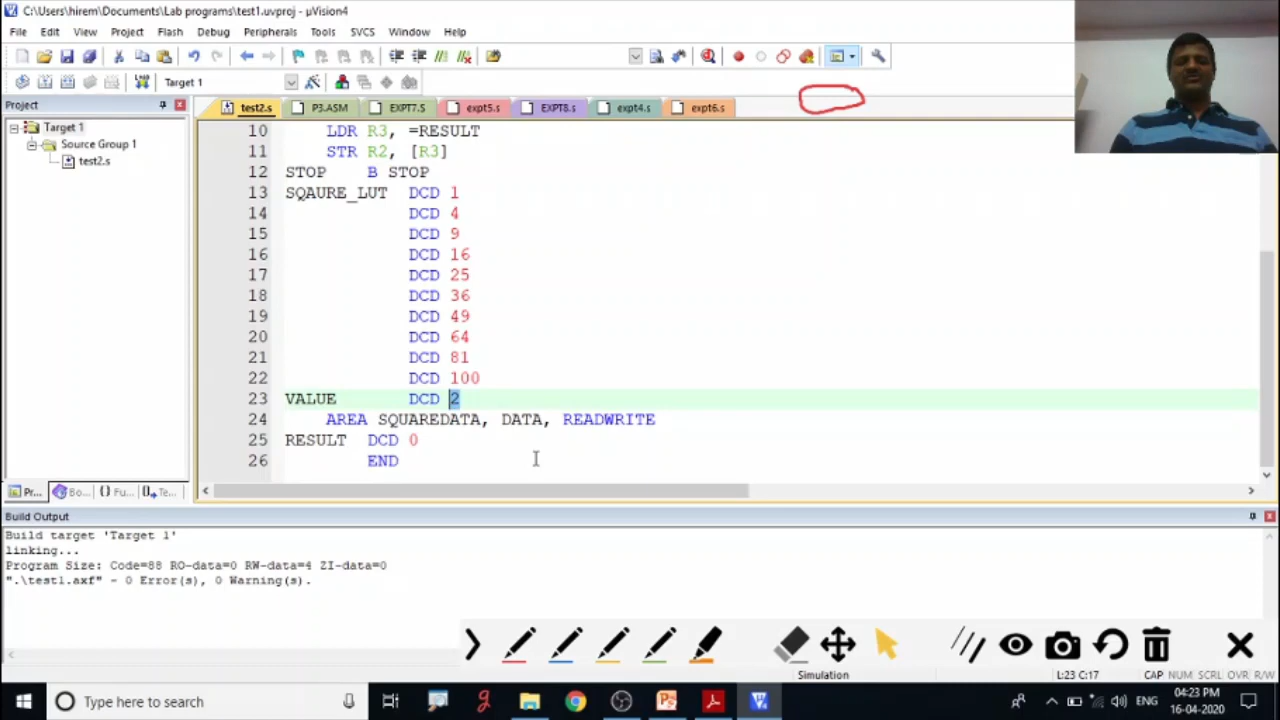 C:\Users\hirem\Documents\Lab programs\test1.uvproj - µVision4
File Edit View Project Flash Debug Peripherals Tools SVCS Window Help
Target 1
Project
test2.s P3.ASM EXPT7.S expt5.s EXPT8.s expt4.s expt6.s
Target 1
Source Group 1
test2.s
10 LDR R3, =RESULT
11 STR R2, [R3]
12 STOP B STOP
13 SQAURE_LUT DCD 1
14 DCD 4
15 DCD 9
16 DCD 16
17 DCD 25
18 DCD 36
19 DCD 49
20 DCD 64
21 DCD 81
22 DCD 100
23 VALUE DCD 2
24 AREA SQUAREDATA, DATA, READWRITE
25 RESULT DCD 0
26 END
Pr... Bo... {} Fu... Te...
Build Output
Build target 'Target 1'
linking...
Program Size: Code=88 RO-data=0 RW-data=4 ZI-data=0
".\test1.axf" - 0 Error(s), 0 Warning(s).
Simulation L:23 C:17 CAP NUM SCRL OVR R/W
Type here to search
ENG
04:23 PM
16-04-2020